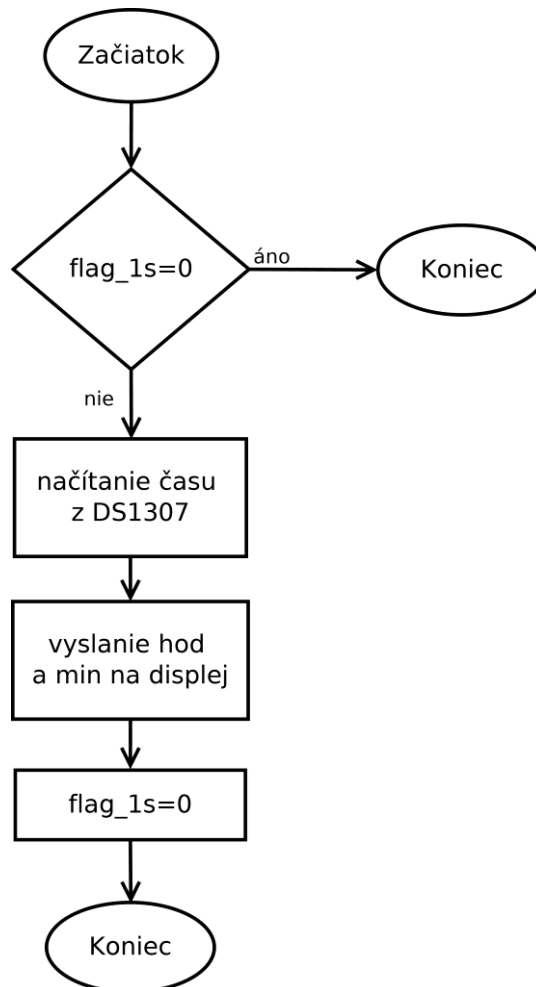 Začiatok
flag_1s=0
áno
Koniec
nie
načítanie času
z DS1307
vyslanie hod
a min na displej
flag_1s=0
Koniec